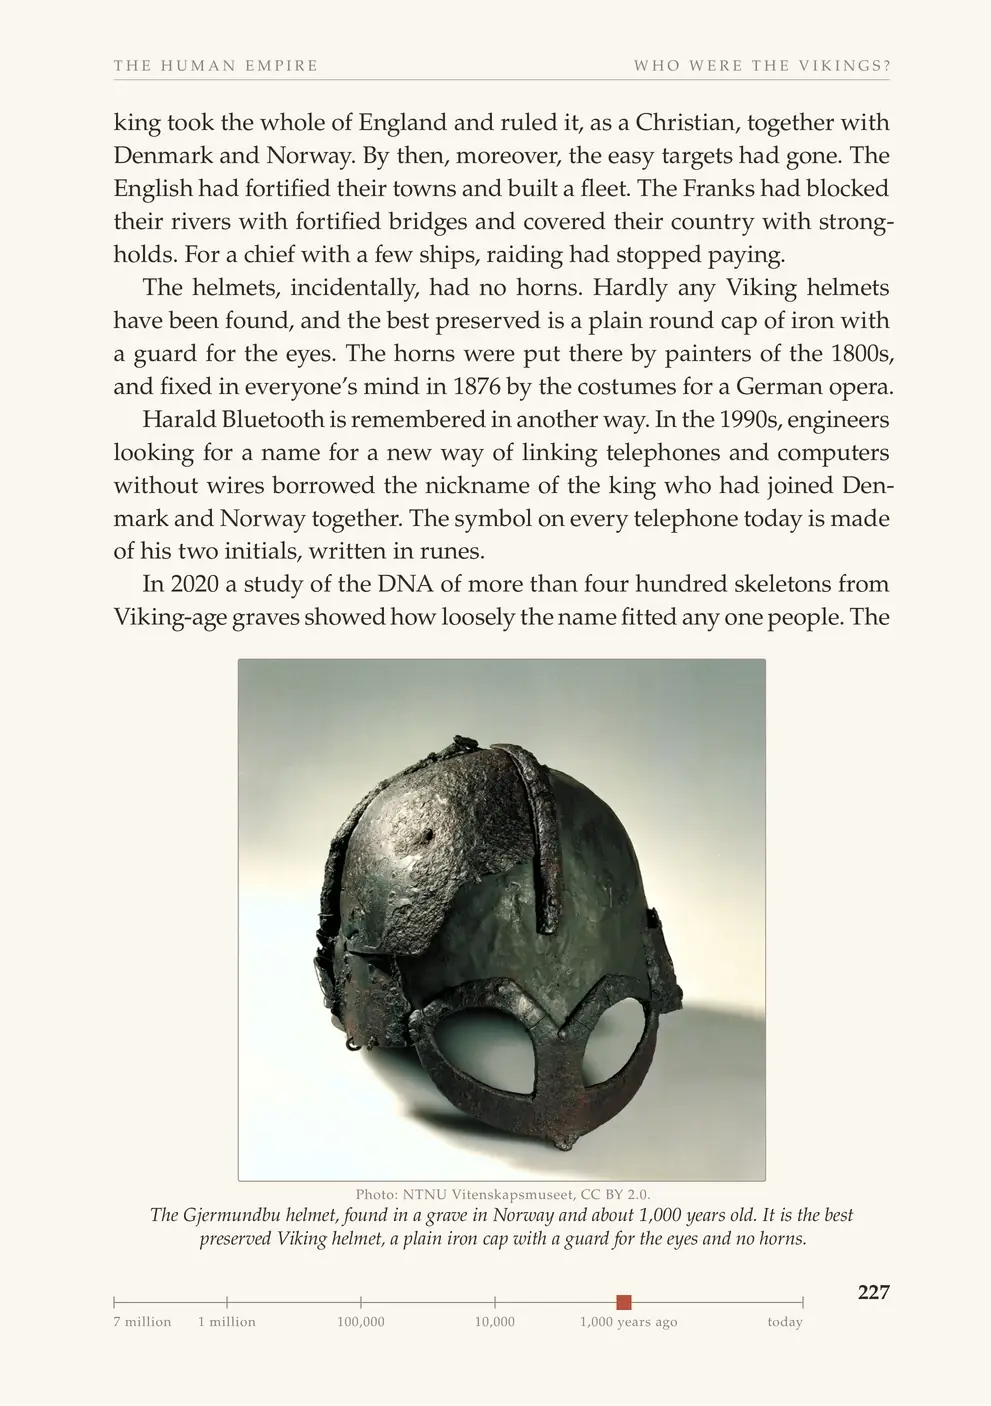 THE HUMAN EMPIRE
WHO WERE THE VIKINGS?
king took the whole of England and ruled it, as a Christian, together with
Denmark and Norway. By then, moreover, the easy targets had gone. The
English had fortified their towns and built a fleet. The Franks had blocked
their rivers with fortified bridges and covered their country with strong-
holds. For a chief with a few ships, raiding had stopped paying.
The helmets, incidentally, had no horns. Hardly any Viking helmets
have been found, and the best preserved is a plain round cap of iron with
a guard for the eyes. The horns were put there by painters of the 1800s,
and fixed in everyone’s mind in 1876 by the costumes for a German opera.
Harald Bluetooth is remembered in another way. In the 1990s, engineers
looking for a name for a new way of linking telephones and computers
without wires borrowed the nickname of the king who had joined Den-
mark and Norway together. The symbol on every telephone today is made
of his two initials, written in runes.
In 2020 a study of the DNA of more than four hundred skeletons from
Viking-age graves showed how loosely the name fitted any one people. The
Photo: NTNU Vitenskapsmuseet, CC BY 2.0.
The Gjermundbu helmet, found in a grave in Norway and about 1,000 years old. It is the best
preserved Viking helmet, a plain iron cap with a guard for the eyes and no horns.
227
7 million 1 million 100,000 10,000 1,000 years ago today